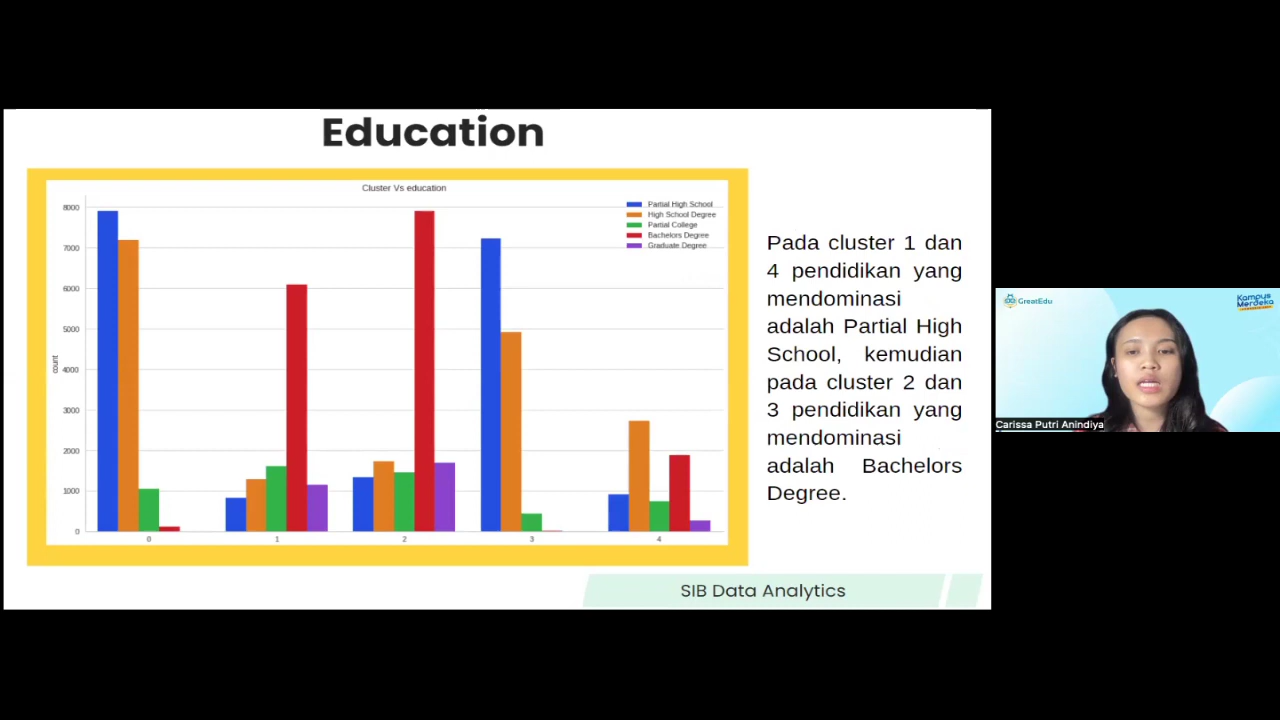 Education
Cluster Vs education
Partial High School
High School Degree
Partial College
Bachelors Degree
Graduate Degree
8000
7000
6000
5000
4000
3000
2000
1000
0
count
0 1 2 3 4
Pada cluster 1 dan
4 pendidikan yang
mendominasi
adalah Partial High
School, kemudian
pada cluster 2 dan
3 pendidikan yang
mendominasi
adalah Bachelors
Degree.
SIB Data Analytics
GreatEdu
Kampus
Merdeka
Carissa Putri Anindiya